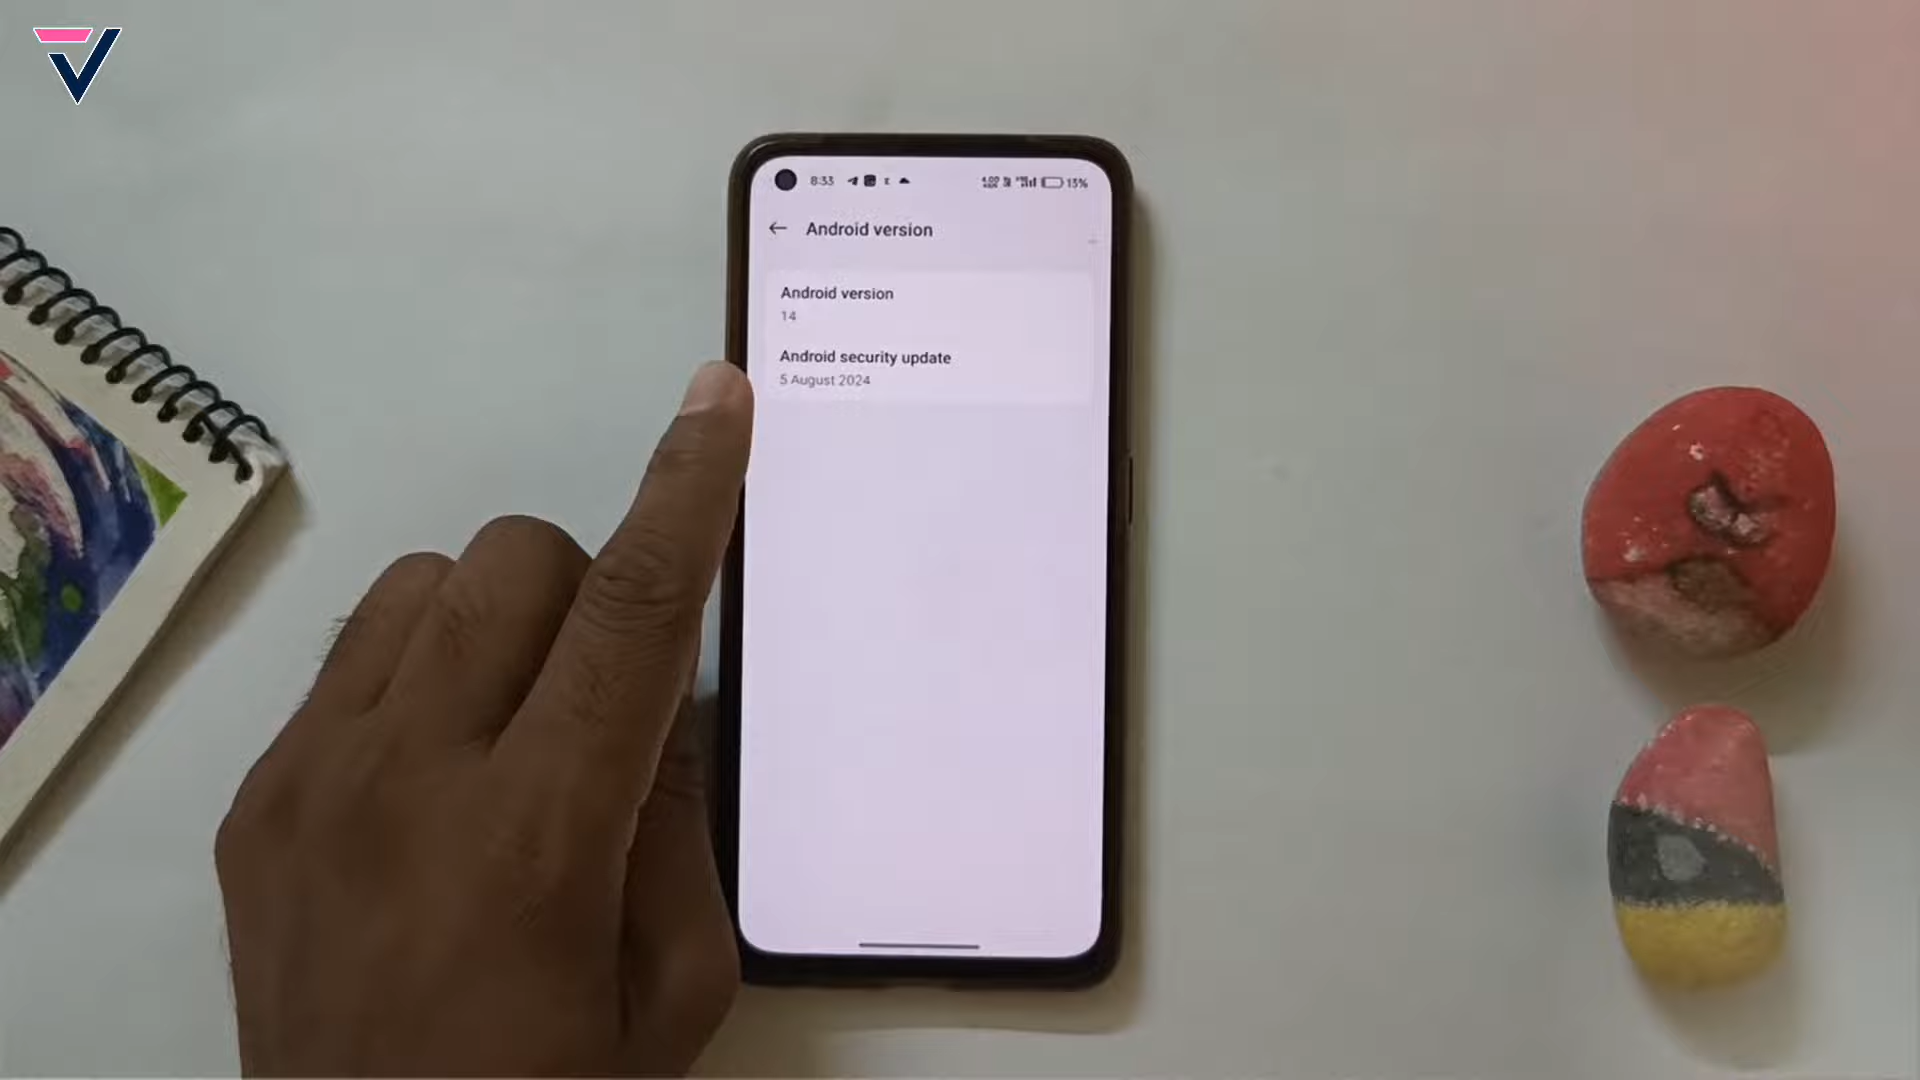 8:33
13%
Android version
Android version
14
Android security update
5 August 2024